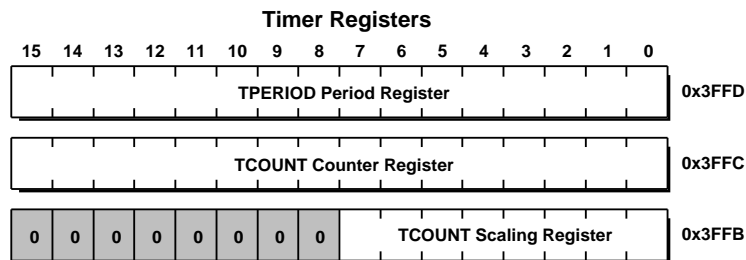 Timer Registers
15 14 13 12 11 10 9 8 7 6 5 4 3 2 1 0
TPERIOD Period Register 0x3FFD
TCOUNT Counter Register 0x3FFC
0 0 0 0 0 0 0 0 TCOUNT Scaling Register 0x3FFB